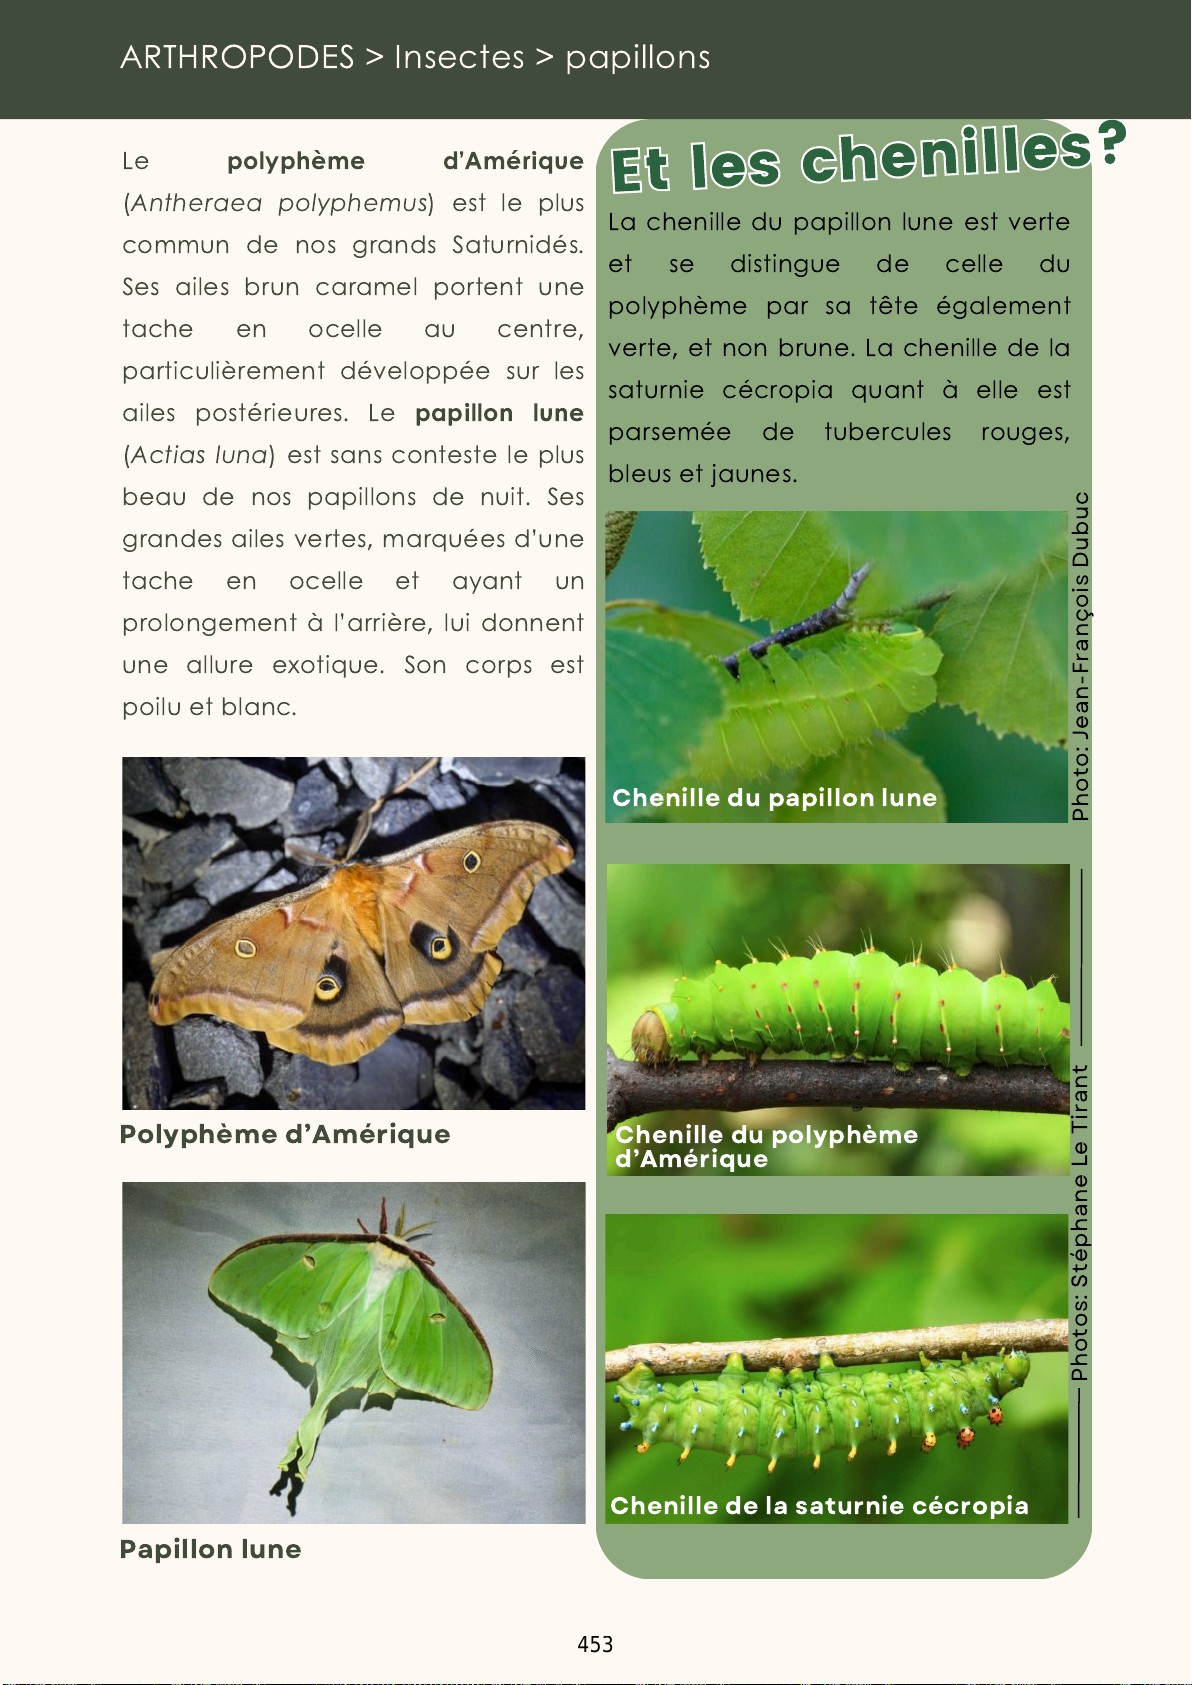 ARTHROPODES > Insectes > papillons
Le polyphème d’Amérique
(Antheraea polyphemus) est le plus
commun de nos grands Saturnidés.
Ses ailes brun caramel portent une
tache en ocelle au centre,
particulièrement développée sur les
ailes postérieures. Le papillon lune
(Actias luna) est sans conteste le plus
beau de nos papillons de nuit. Ses
grandes ailes vertes, marquées d’une
tache en ocelle et ayant un
prolongement à l’arrière, lui donnent
une allure exotique. Son corps est
poilu et blanc.
Polyphème d’Amérique
Papillon lune
Et les chenilles?
La chenille du papillon lune est verte
et se distingue de celle du
polyphème par sa tête également
verte, et non brune. La chenille de la
saturnie cécropia quant à elle est
parsemée de tubercules rouges,
bleus et jaunes.
Chenille du papillon lune
Photo: Jean-François Dubuc
Chenille du polyphème
d’Amérique
Chenille de la saturnie cécropia
Photos: Stéphane Le Tirant
453